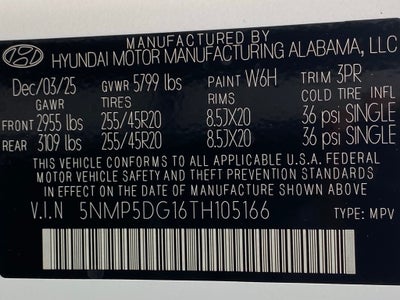 MANUFACTURED BY
HYUNDAI MOTOR MANUFACTURING ALABAMA, LLC
Dec/03/25 GVWR 5799 lbs PAINT W6H TRIM 3PR
GAWR TIRES RIMS COLD TIRE INFL
FRONT 2955 lbs 255/45R20 8.5JX20 36 psi SINGLE
REAR 3109 lbs 255/45R20 8.5JX20 36 psi SINGLE
THIS VEHICLE CONFORMS TO ALL APPLICABLE U.S.A. FEDERAL
MOTOR VEHICLE SAFETY AND THEFT PREVENTION STANDARDS
IN EFFECT ON THE DATE OF MANUFACTURE SHOWN ABOVE.
V.I.N 5NMP5DG16TH105166 TYPE: MPV